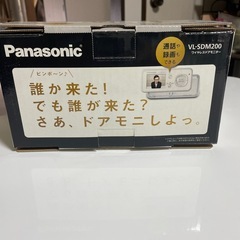 Panasonic
通話や
録画も
できる
VL-SDM200
ワイヤレスドアモニター
ピンポーン♪
誰か来た!
でも誰が来た?
さあ、ドアモニしよっ。